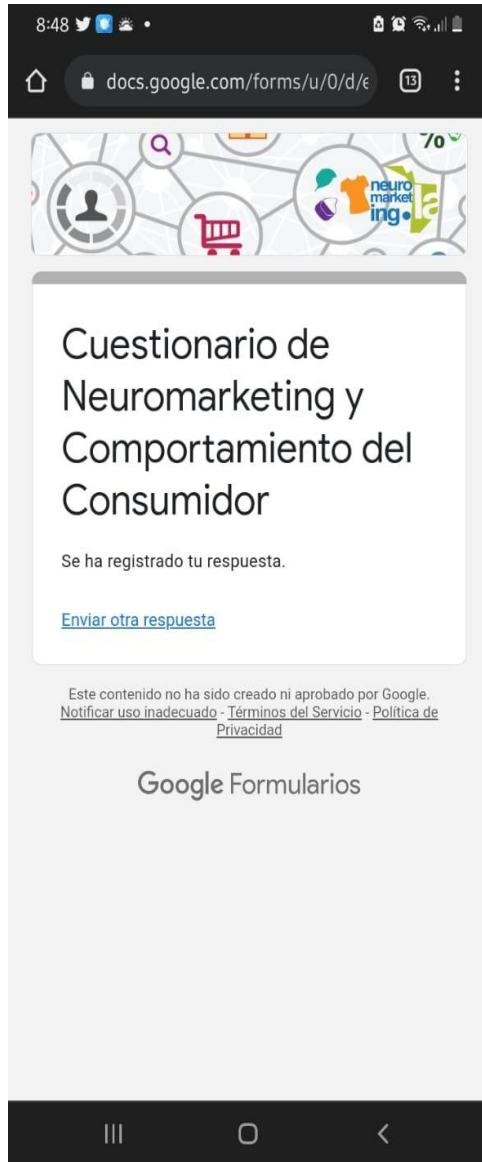 8:48
docs.google.com/forms/u/0/d/e
13
%
neuro
market
ing.la
Cuestionario de
Neuromarketing y
Comportamiento del
Consumidor
Se ha registrado tu respuesta.
Enviar otra respuesta
Este contenido no ha sido creado ni aprobado por Google.
Notificar uso inadecuado - Términos del Servicio - Política de
Privacidad
Google Formularios